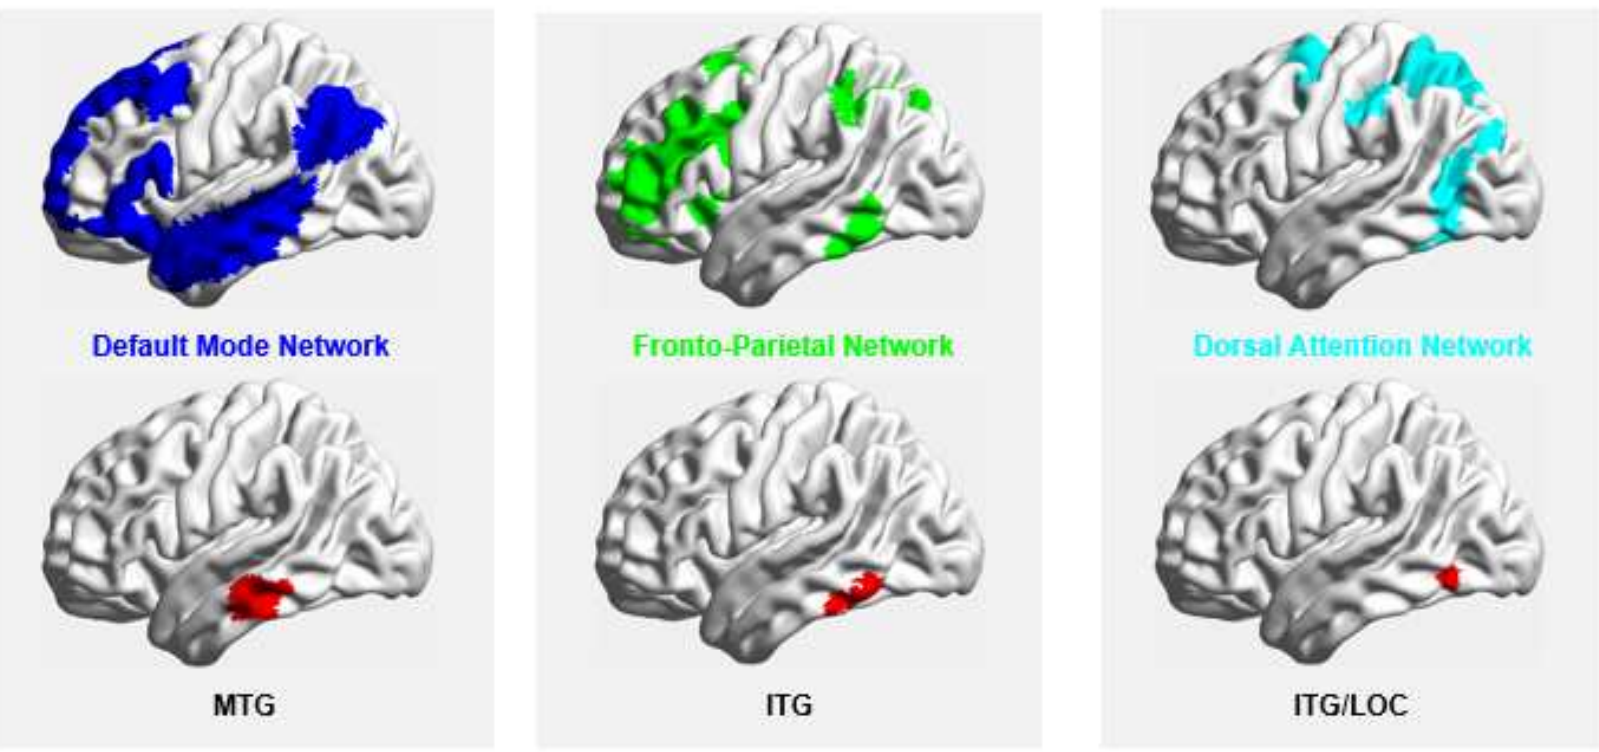 Default Mode Network
Fronto-Parietal Network
Dorsal Attention Network
MTG
ITG
ITG/LOC